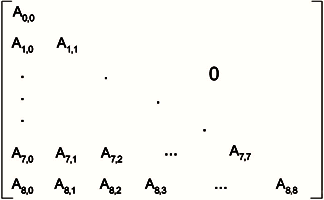 A0,0
A1,0 A1,1
. . 0
. .
. .
A7,0 A7,1 A7,2 ... A7,7
A8,0 A8,1 A8,2 A8,3 ... A8,8